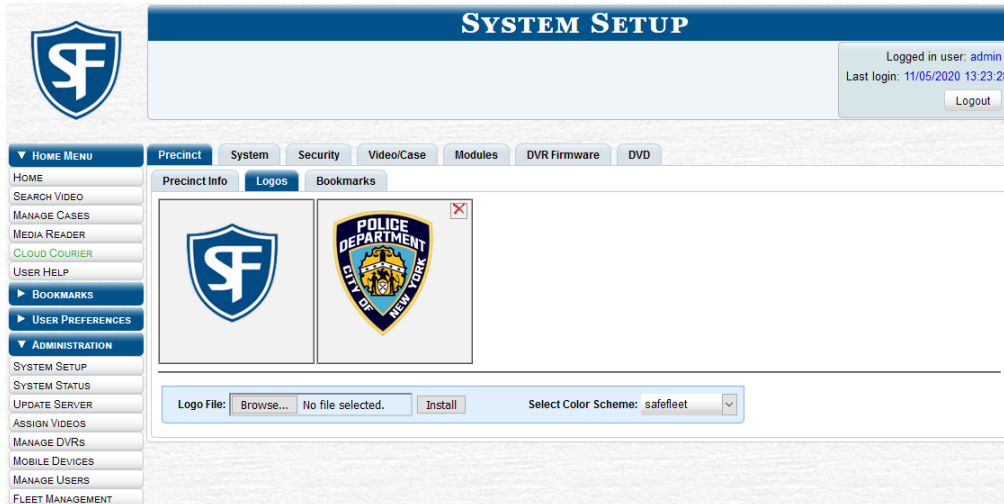 SYSTEM SETUP
Logged in user: admin
Last login: 11/05/2020 13:23:28
Logout
SF
▼ HOME MENU
HOME
SEARCH VIDEO
MANAGE CASES
MEDIA READER
CLOUD COURIER
USER HELP
► BOOKMARKS
► USER PREFERENCES
▼ ADMINISTRATION
SYSTEM SETUP
SYSTEM STATUS
UPDATE SERVER
ASSIGN VIDEOS
MANAGE DVRS
MOBILE DEVICES
MANAGE USERS
FLEET MANAGEMENT
Precinct System Security Video/Case Modules DVR Firmware DVD
Precinct Info Logos Bookmarks
SF
POLICE
DEPARTMENT
CITY OF
NEW YORK
Logo File: Browse... No file selected. Install Select Color Scheme: safefleet